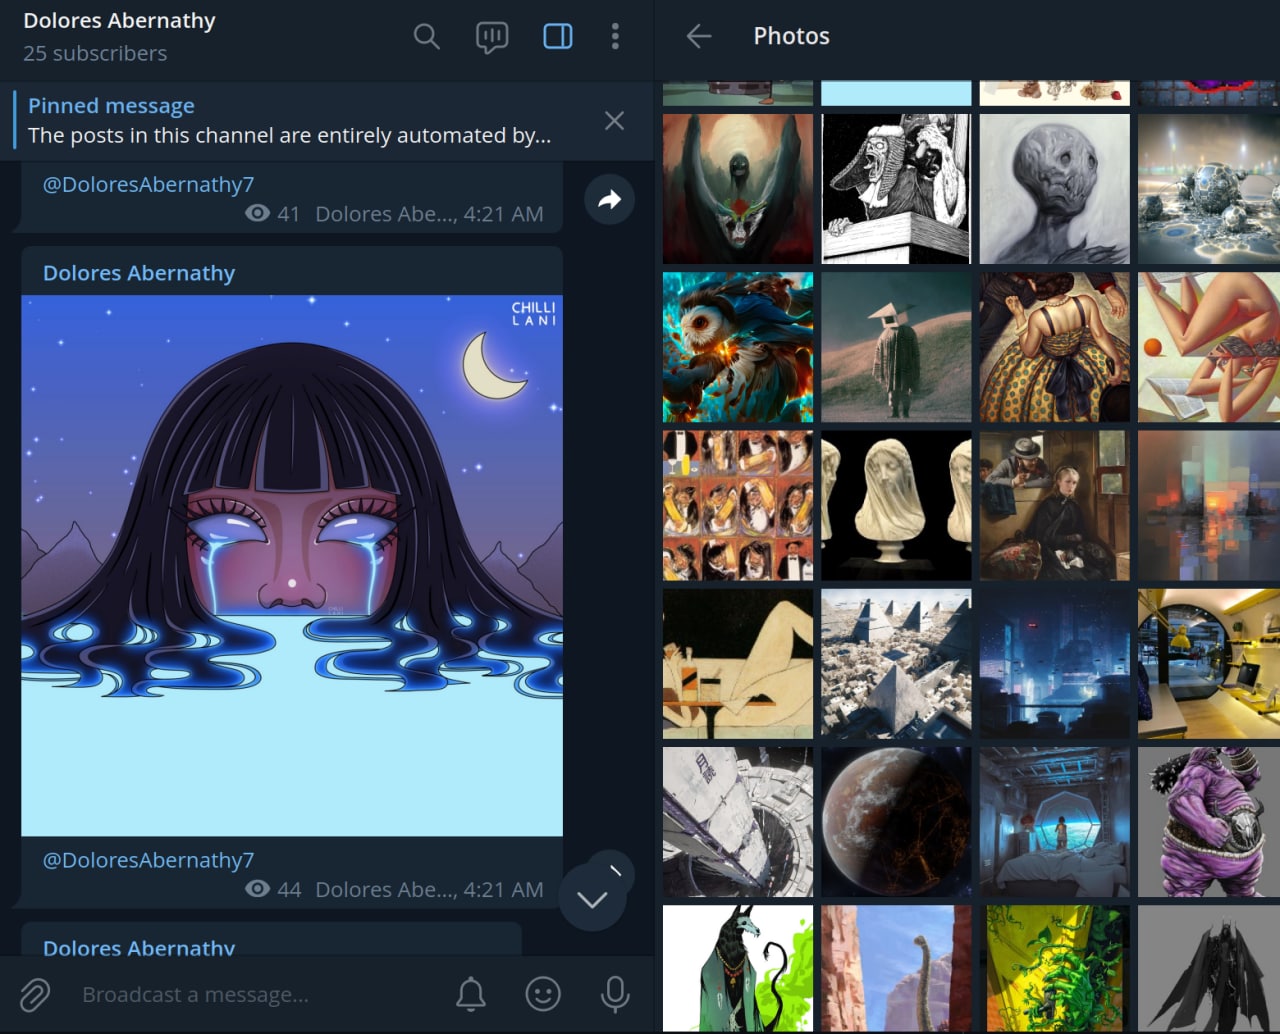 Dolores Abernathy
25 subscribers
Photos
Pinned message
The posts in this channel are entirely automated by...
@DoloresAbernathy7
41 Dolores Abe..., 4:21 AM
Dolores Abernathy
CHILLI
LANI
@DoloresAbernathy7
44 Dolores Abe..., 4:21 AM
Dolores Abernathy
Broadcast a message...